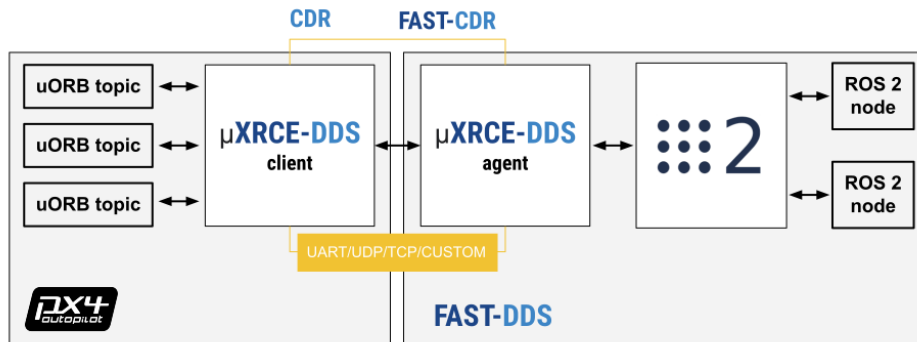 CDR
FAST-CDR
uORB topic
uORB topic
uORB topic
µXRCE-DDS
client
µXRCE-DDS
agent
2
ROS 2
node
ROS 2
node
UART/UDP/TCP/CUSTOM
px4
autopilot
FAST-DDS